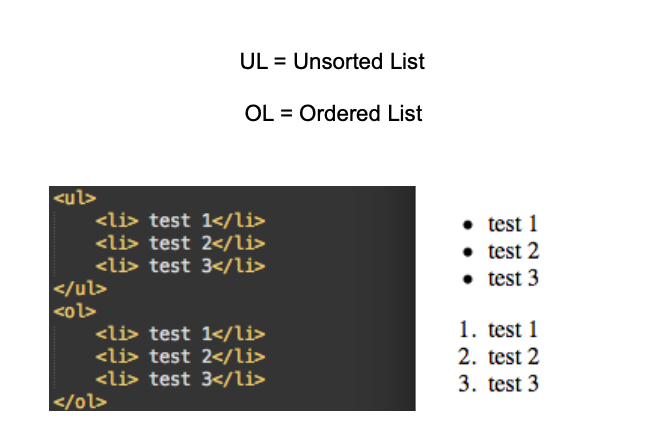 UL = Unsorted List
OL = Ordered List
<ul>
<li> test 1</li>
<li> test 2</li>
<li> test 3</li>
</ul>
<ol>
<li> test 1</li>
<li> test 2</li>
<li> test 3</li>
</ol>
• test 1
• test 2
• test 3
1. test 1
2. test 2
3. test 3